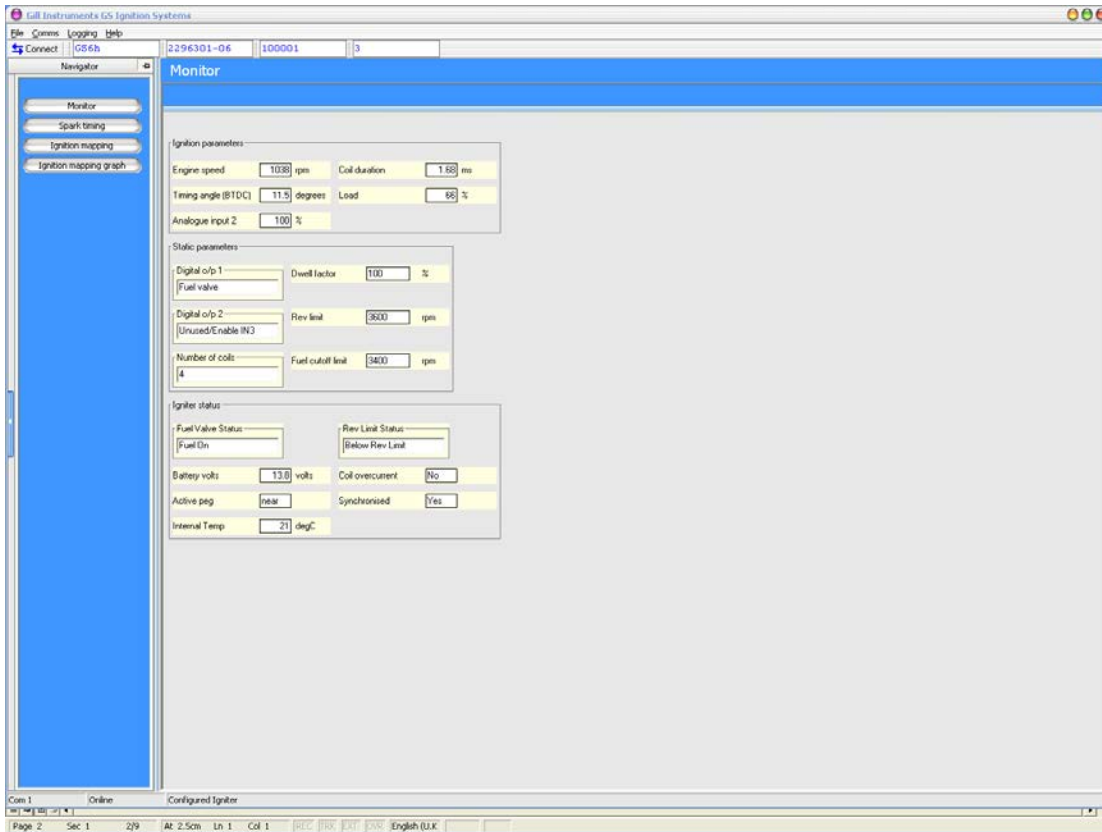 Gill Instruments GS Ignition Systems
File Comms Logging Help
Connect GS6h 2296301-06 100001 3
Navigator
Monitor
Monitor
Spark timing
Ignition mapping
Ignition mapping graph
Ignition parameters
Engine speed 1038 rpm Coil duration 1.68 ms
Timing angle (BTDC) 11.5 degrees Load 66 %
Analogue input 2 100 %
Static parameters
Digital o/p 1
Fuel valve
Dwell factor 100 %
Digital o/p 2
Unused/Enable IN3
Rev limit 3600 rpm
Number of coils
4
Fuel cutoff limit 3400 rpm
Igniter status
Fuel Valve Status
Fuel On
Rev Limit Status
Below Rev Limit
Battery volts 13.8 volts Coil overcurrent No
Active peg near Synchronised Yes
Internal Temp 21 degC
Com 1 Online Configured Igniter
Page 2 Sec 1 2/9 At 2.5cm Ln 1 Col 1 REC TRK EXT OVR English (U.K